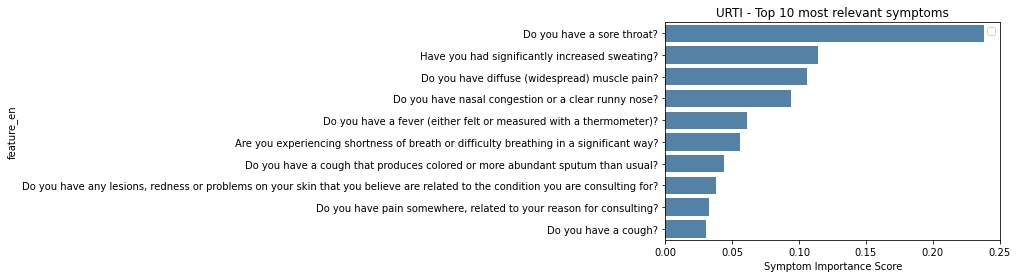 URTI - Top 10 most relevant symptoms
Do you have a sore throat?
Have you had significantly increased sweating?
Do you have diffuse (widespread) muscle pain?
Do you have nasal congestion or a clear runny nose?
Do you have a fever (either felt or measured with a thermometer)?
Are you experiencing shortness of breath or difficulty breathing in a significant way?
Do you have a cough that produces colored or more abundant sputum than usual?
Do you have any lesions, redness or problems on your skin that you believe are related to the condition you are consulting for?
Do you have pain somewhere, related to your reason for consulting?
Do you have a cough?
feature_en
0.00 0.05 0.10 0.15 0.20 0.25
Symptom Importance Score